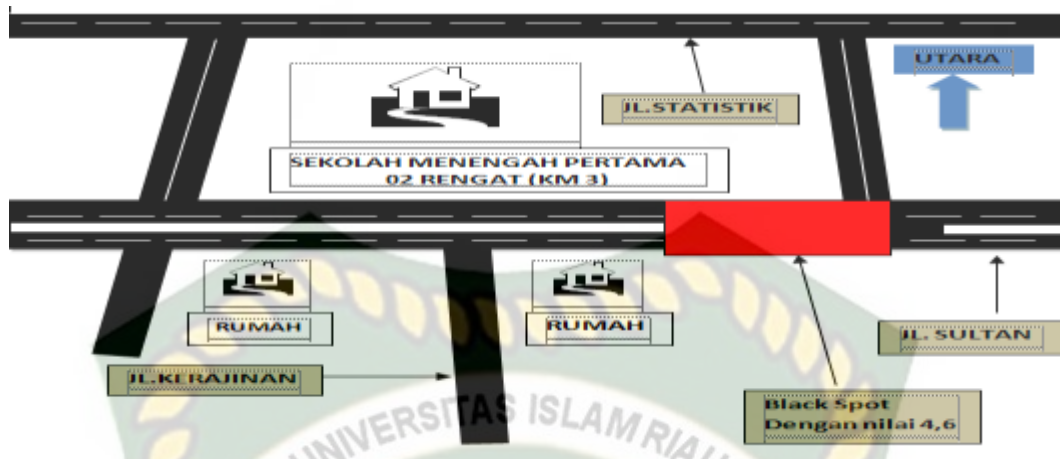 UTARA
JL.STATISTIK
SEKOLAH MENENGAH PERTAMA
02 RENGAT (KM 3)
RUMAH
RUMAH
JL. SULTAN
JL.KERAJINAN
Black Spot
Dengan nilai 4,6
UNIVERSITAS ISLAM RIAU